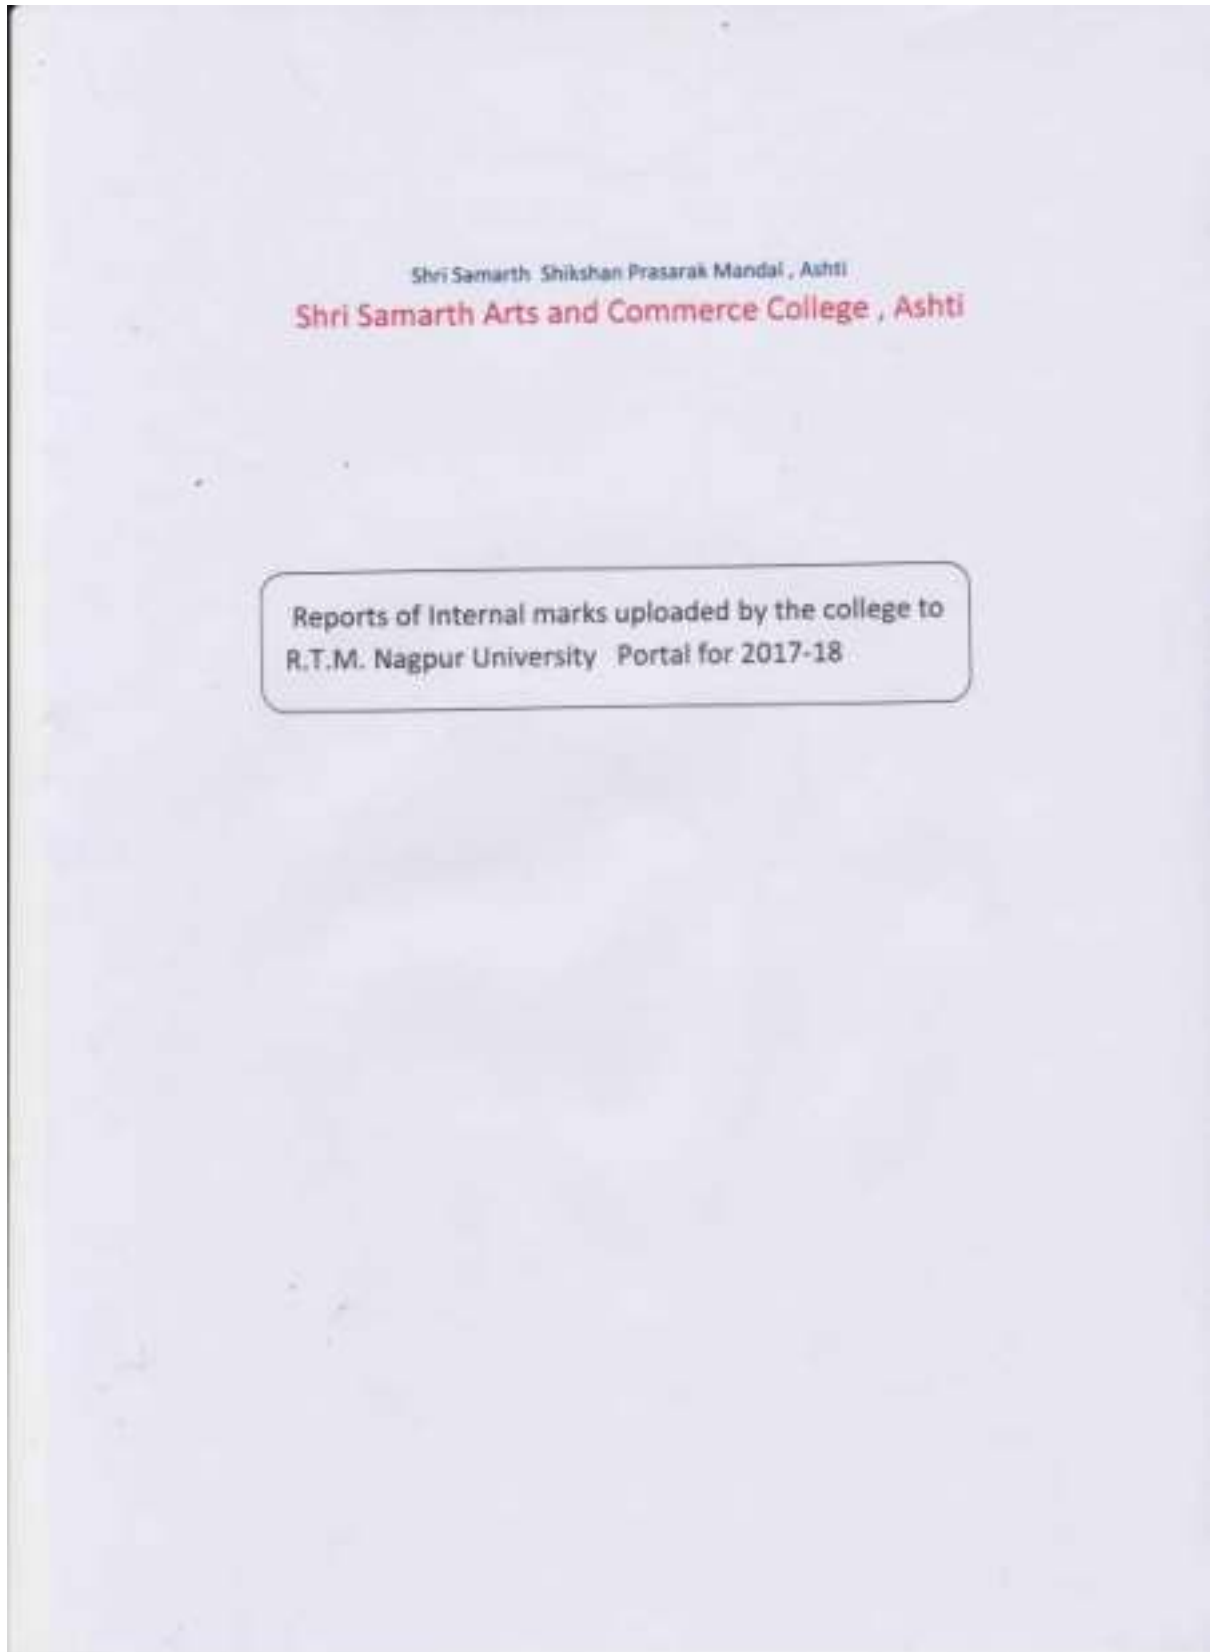 Shri Samarth Shikshan Prasarak Mandal , Ashti
Shri Samarth Arts and Commerce College , Ashti
Reports of Internal marks uploaded by the college to
R.T.M. Nagpur University Portal for 2017-18